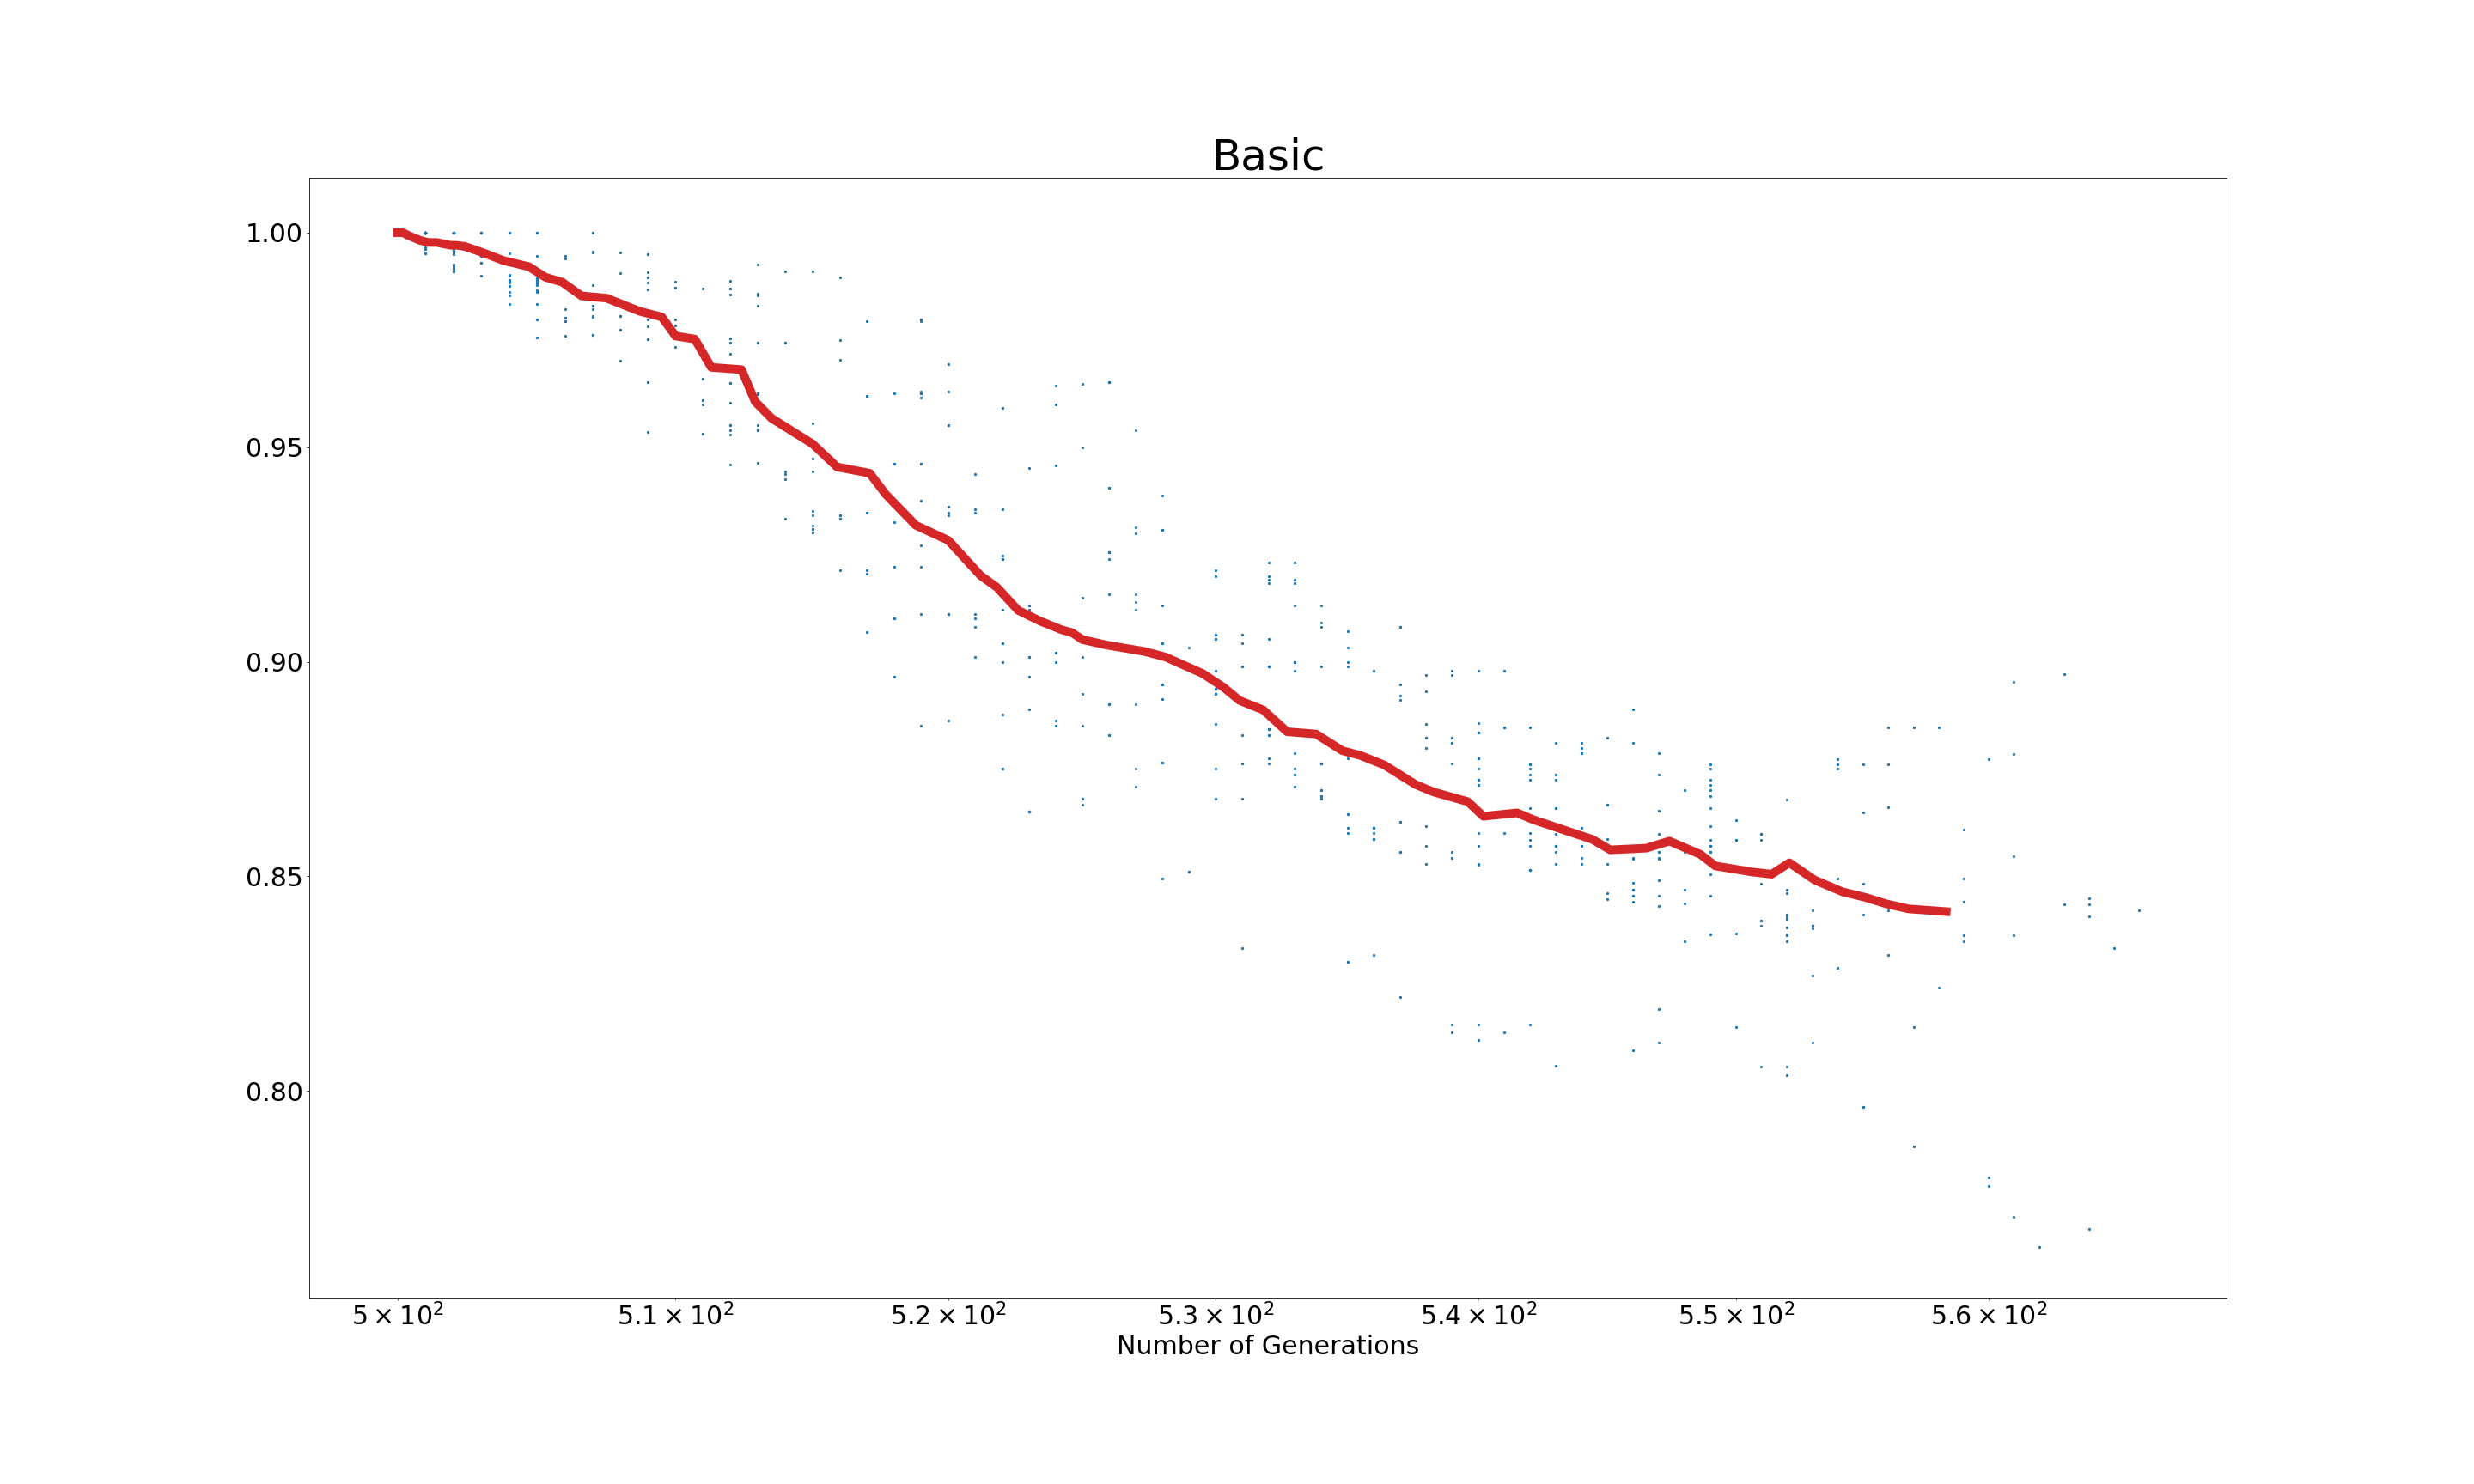 Basic
1.00
0.95
0.90
0.85
0.80
5 × 10² 5.1 × 10² 5.2 × 10² 5.3 × 10² 5.4 × 10² 5.5 × 10² 5.6 × 10²
Number of Generations